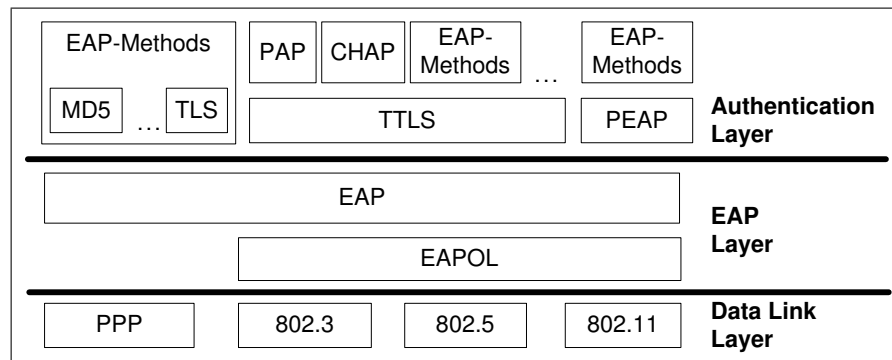 EAP-Methods
MD5 ... TLS
PAP
CHAP
EAP-
Methods
...
EAP-
Methods
TTLS
PEAP
Authentication
Layer
EAP
EAPOL
EAP
Layer
PPP
802.3
802.5
802.11
Data Link
Layer